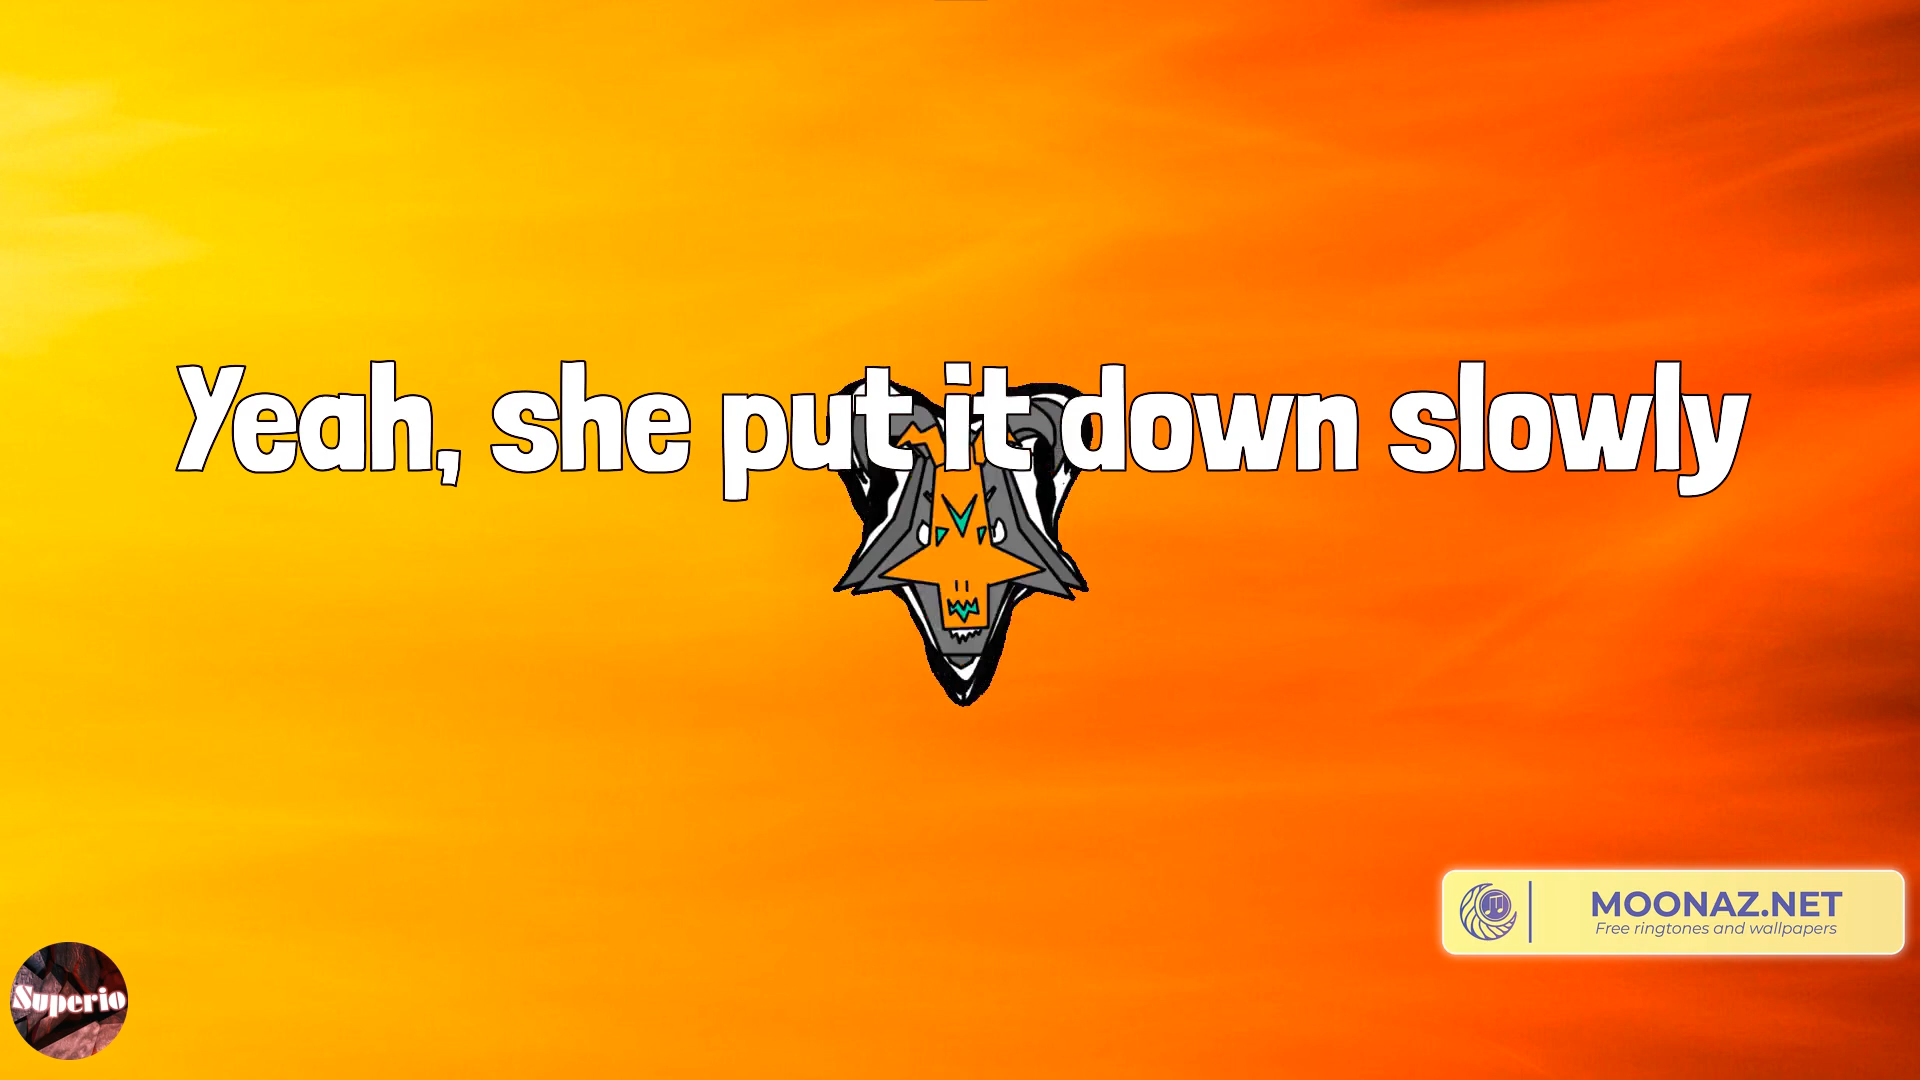 Yeah, she put it down slowly
MOONAZ.NET
Free ringtones and wallpapers
Superio